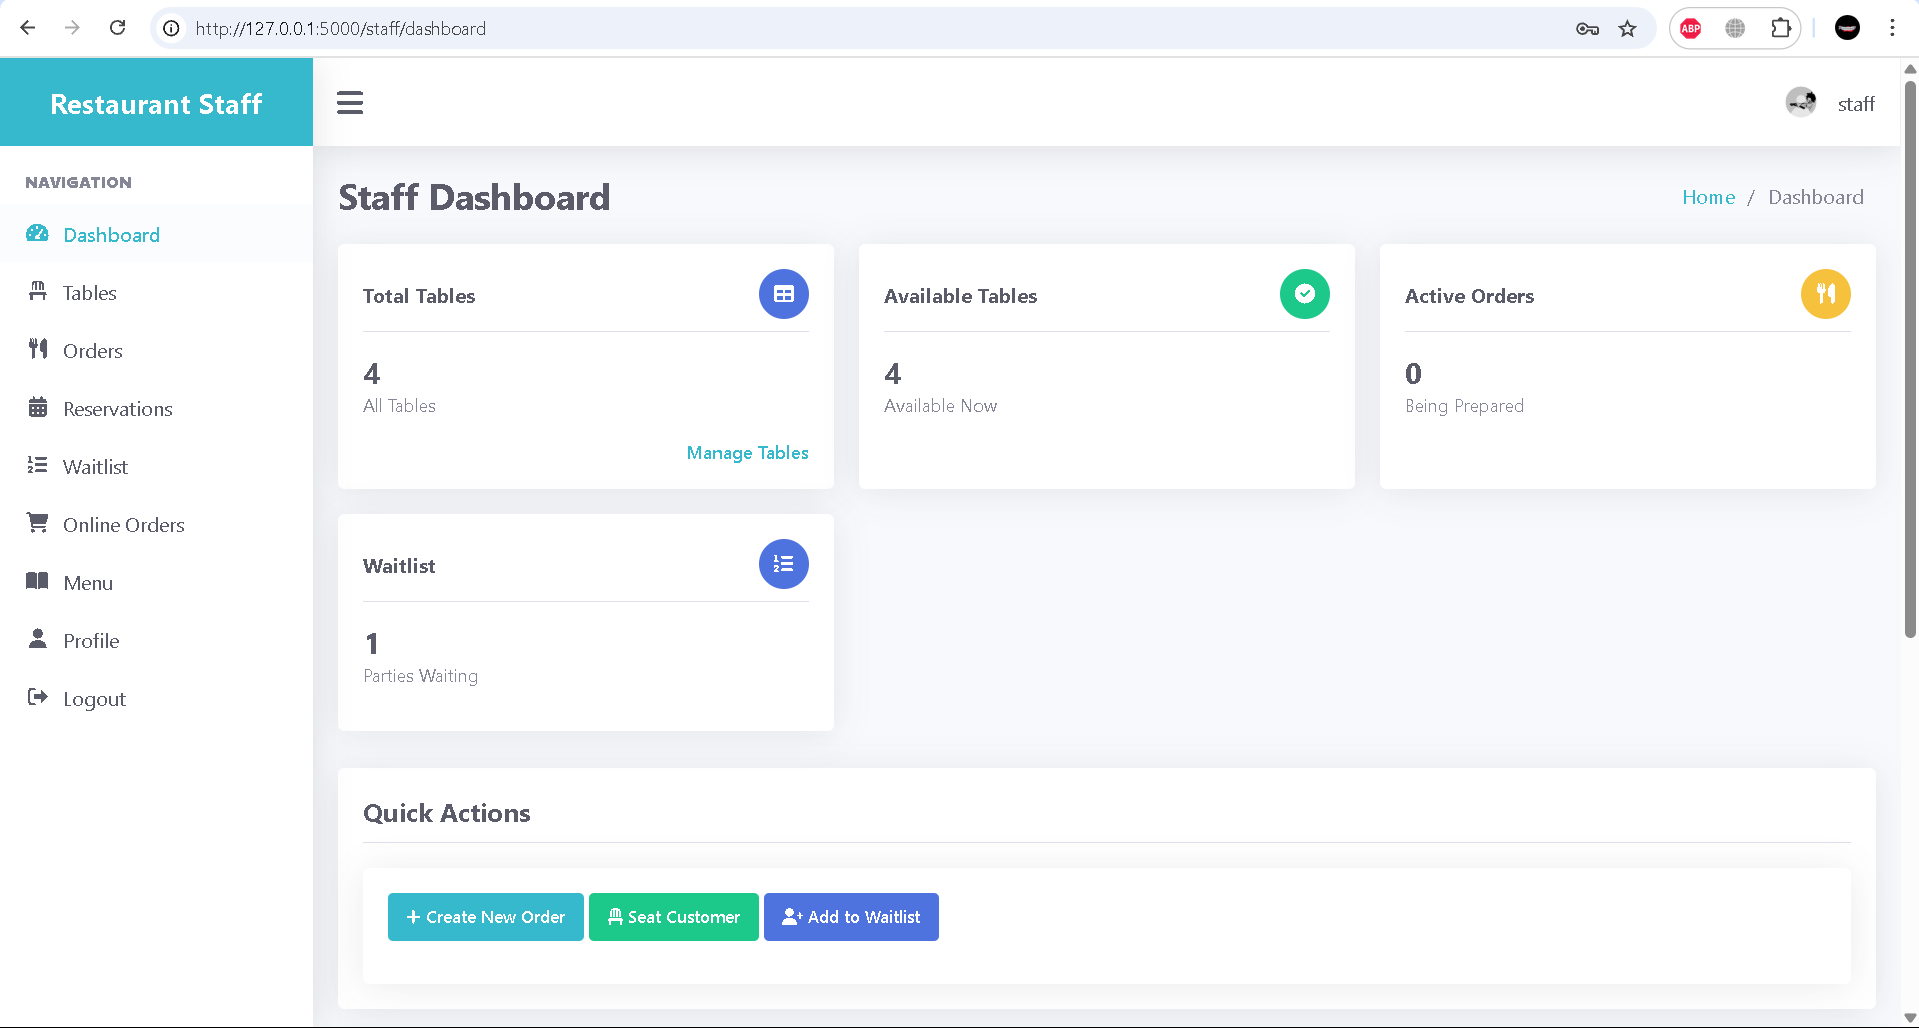 http://127.0.0.1:5000/staff/dashboard
ABP
Restaurant Staff
staff
NAVIGATION
Dashboard
Tables
Orders
Reservations
Waitlist
Online Orders
Menu
Profile
Logout
Staff Dashboard
Home / Dashboard
Total Tables
4
All Tables
Manage Tables
Available Tables
4
Available Now
Active Orders
0
Being Prepared
Waitlist
1
Parties Waiting
Quick Actions
Create New Order
Seat Customer
Add to Waitlist